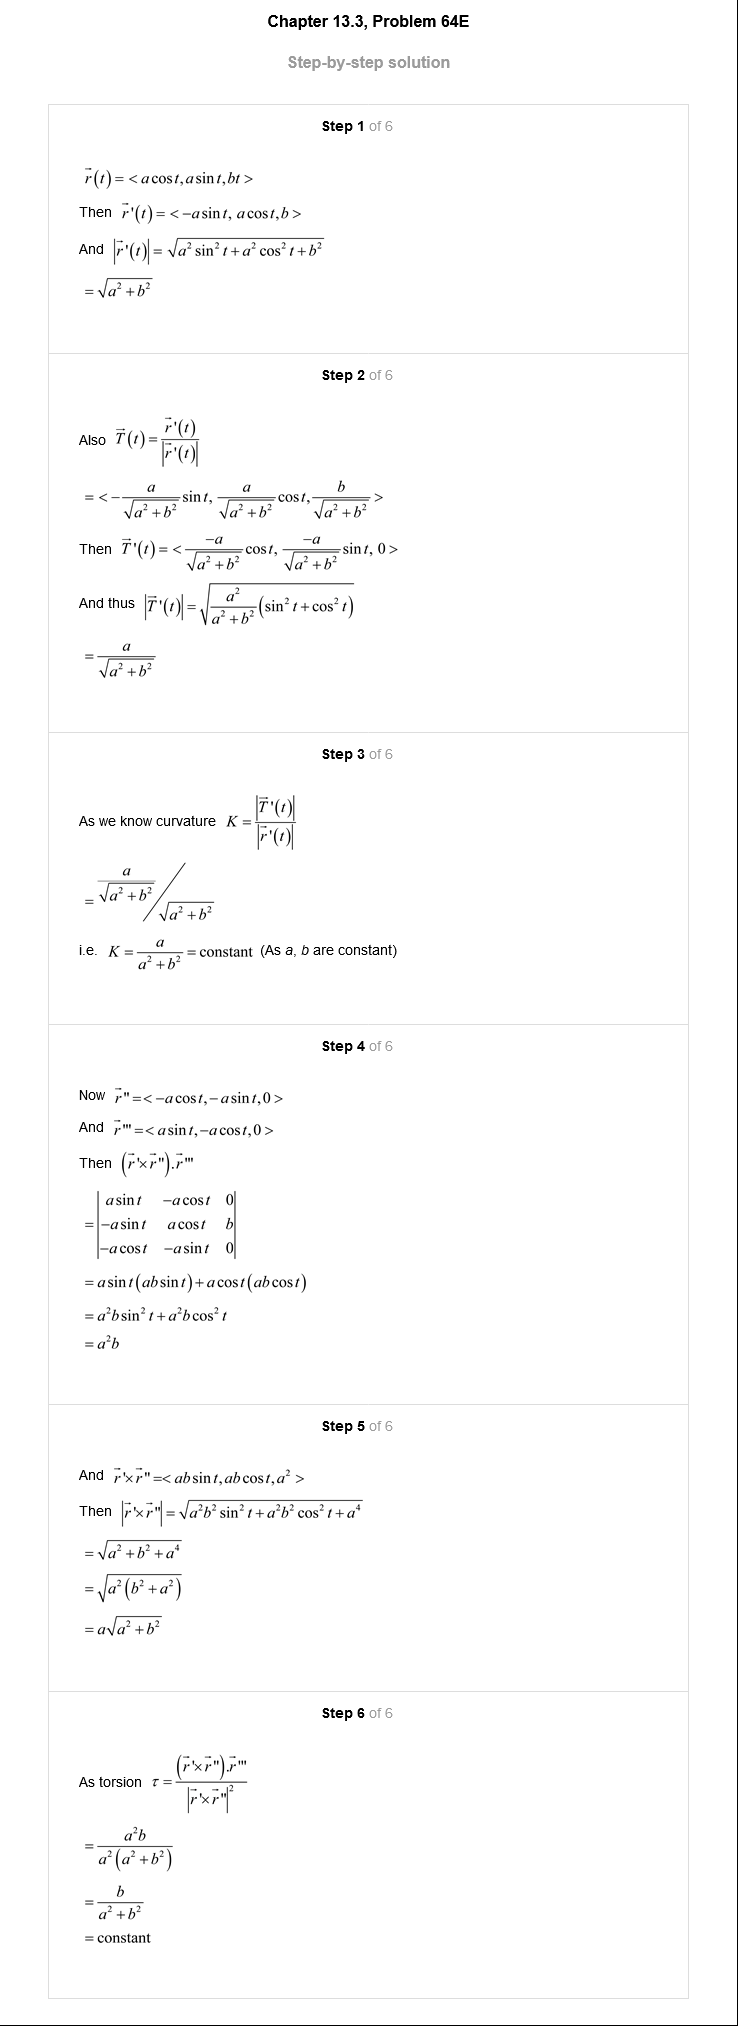 Chapter 13.3, Problem 64E
Step-by-step solution
Step 1 of 6
$\vec{r}(t) = <a\cos t, a\sin t, bt>$
Then $\vec{r}'(t) = <-a\sin t, a\cos t, b>$
And $|\vec{r}'(t)| = \sqrt{a^2\sin^2 t + a^2\cos^2 t + b^2}$
$= \sqrt{a^2 + b^2}$
Step 2 of 6
Also $\vec{T}(t) = \frac{\vec{r}'(t)}{|\vec{r}'(t)|}$
$= <-\frac{a}{\sqrt{a^2+b^2}}\sin t, \frac{a}{\sqrt{a^2+b^2}}\cos t, \frac{b}{\sqrt{a^2+b^2}}>$
Then $\vec{T}'(t) = <\frac{-a}{\sqrt{a^2+b^2}}\cos t, \frac{-a}{\sqrt{a^2+b^2}}\sin t, 0>$
And thus $|\vec{T}'(t)| = \sqrt{\frac{a^2}{a^2+b^2}(\sin^2 t + \cos^2 t)}$
$= \frac{a}{\sqrt{a^2+b^2}}$
Step 3 of 6
As we know curvature $K = \frac{|\vec{T}'(t)|}{|\vec{r}'(t)|}$
$= \frac{a}{\sqrt{a^2+b^2}} / \sqrt{a^2+b^2}$
i.e. $K = \frac{a}{a^2+b^2} = \text{constant}$ (As a, b are constant)
Step 4 of 6
Now $\vec{r}'' = <-a\cos t, -a\sin t, 0>$
And $\vec{r}''' = <a\sin t, -a\cos t, 0>$
Then $(\vec{r}' \times \vec{r}'').\vec{r}'''$
$= \begin{vmatrix} a\sin t & -a\cos t & 0 \\ -a\sin t & a\cos t & b \\ -a\cos t & -a\sin t & 0 \end{vmatrix}$
$= a\sin t(ab\sin t) + a\cos t(ab\cos t)$
$= a^2b\sin^2 t + a^2b\cos^2 t$
$= a^2b$
Step 5 of 6
And $\vec{r}' \times \vec{r}'' = <ab\sin t, ab\cos t, a^2>$
Then $|\vec{r}' \times \vec{r}''| = \sqrt{a^2b^2\sin^2 t + a^2b^2\cos^2 t + a^4}$
$= \sqrt{a^2 + b^2 + a^4}$
$= \sqrt{a^2(b^2 + a^2)}$
$= a\sqrt{a^2 + b^2}$
Step 6 of 6
As torsion $\tau = \frac{(\vec{r}' \times \vec{r}'').\vec{r}'''}{|\vec{r}' \times \vec{r}''|^2}$
$= \frac{a^2b}{a^2(a^2+b^2)}$
$= \frac{b}{a^2+b^2}$
$= \text{constant}$